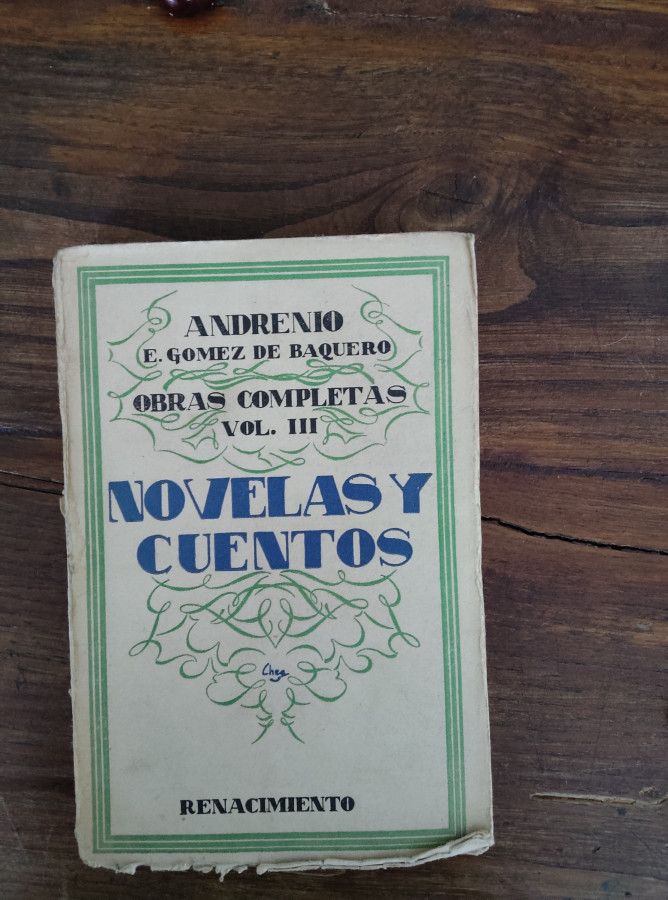 ANDRENIO
E. GOMEZ DE BAQUERO
OBRAS COMPLETAS
VOL. III
NOVELAS Y
CUENTOS
RENACIMIENTO